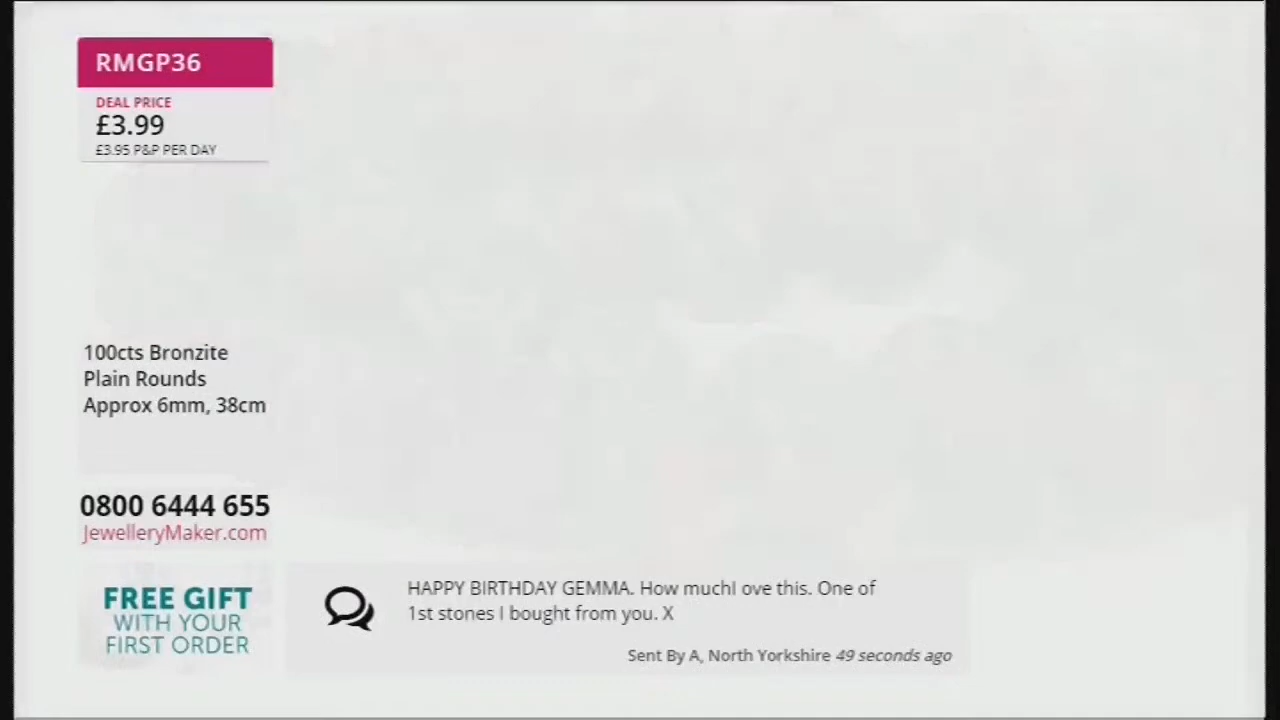 RMGP36
DEAL PRICE
£3.99
£3.95 P&P PER DAY
100cts Bronzite
Plain Rounds
Approx 6mm, 38cm
0800 6444 655
JewelleryMaker.com
FREE GIFT
WITH YOUR
FIRST ORDER
HAPPY BIRTHDAY GEMMA. How muchI ove this. One of
1st stones I bought from you. X
Sent By A, North Yorkshire 49 seconds ago